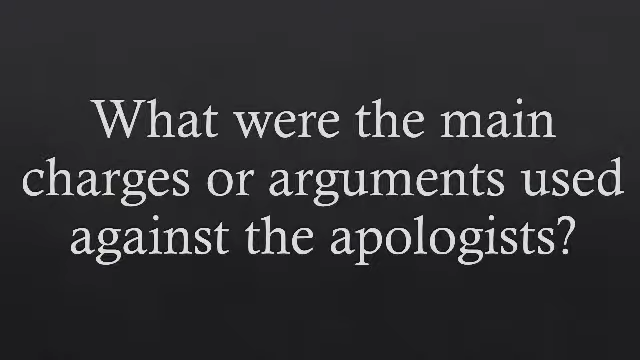 What were the main
charges or arguments used
against the apologists?